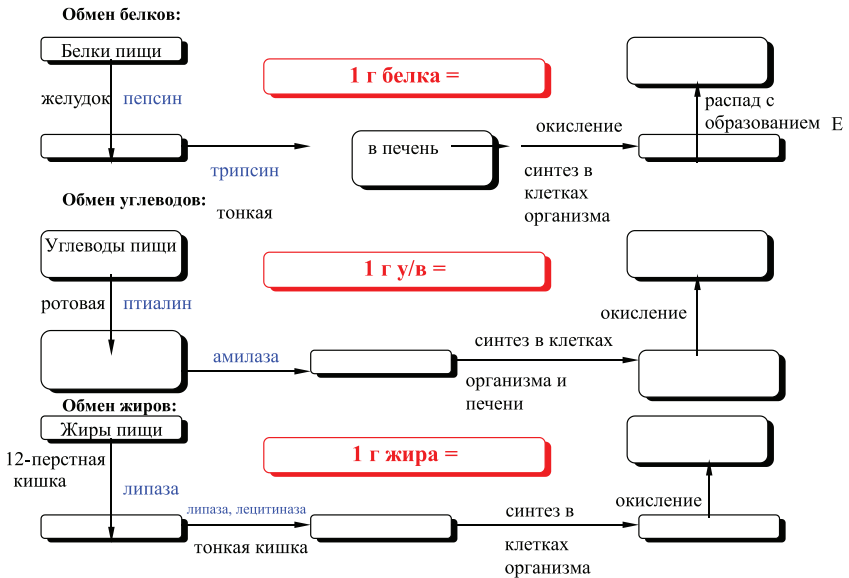 Обмен белков:
Белки пищи
1 г белка =
желудок пепсин
распад с
образованием Е
окисление
в печень
трипсин
синтез в
клетках
организма
Обмен углеводов:
тонкая
Углеводы пищи
1 г у/в =
ротовая птиалин
окисление
синтез в клетках
амилаза
организма и
печени
Обмен жиров:
Жиры пищи
1 г жира =
12-перстная
кишка
липаза
окисление
липаза, лецитиназа
синтез в
тонкая кишка
клетках
организма